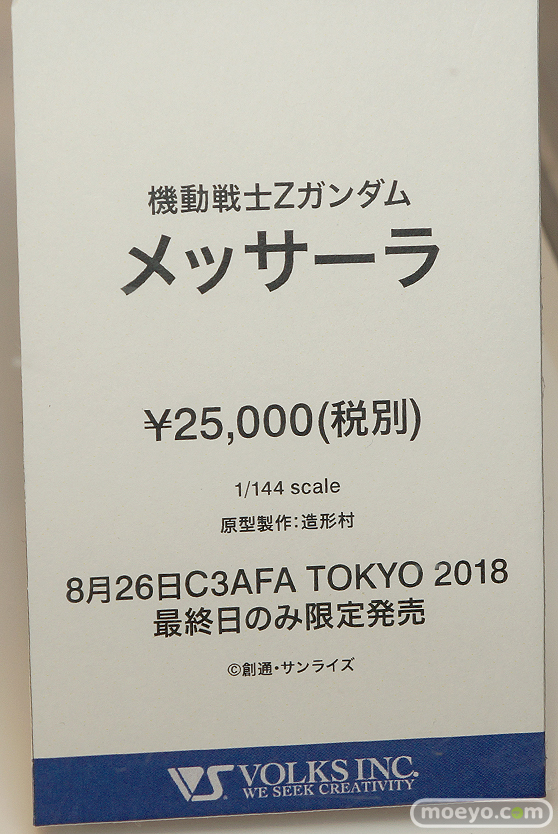 機動戦士Zガンダム
メッサーラ
¥25,000(税別)
1/144 scale
原型製作:造形村
8月26日C3AFA TOKYO 2018
最終日のみ限定発売
©創通・サンライズ
VS VOLKS INC.
WE SEEK CREATIVITY
moeyo.com